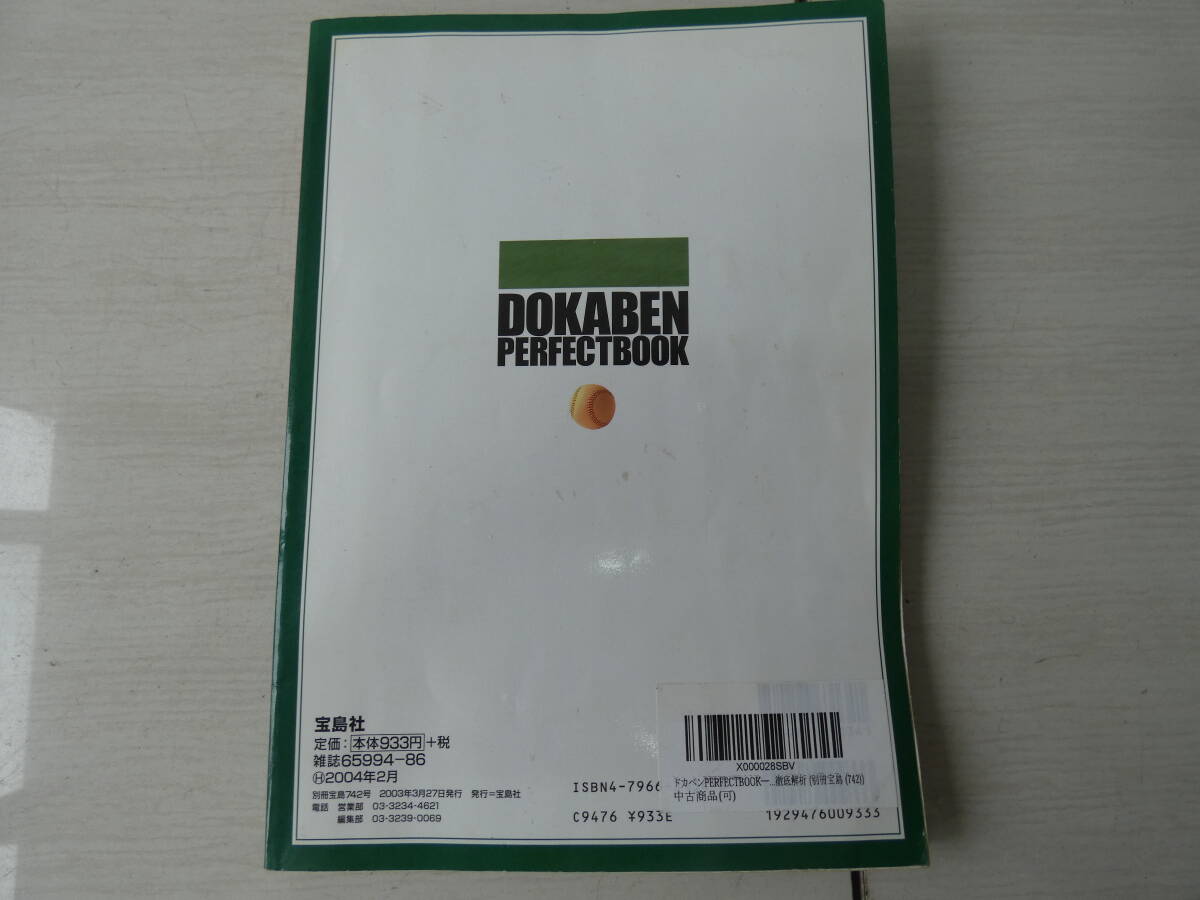 DOKABEN
PERFECTBOOK
宝島社
定価:本体933円+税
雑誌65994-86
Ⓗ2004年2月
別冊宝島742号 2003年3月27日発行 発行=宝島社
電話 営業部 03-3234-4621
編集部 03-3239-0069
ISBN4-7966
C9476 ¥933E
X000028SBV
ドカベンPERFECTBOOK―..徹底解析 (別冊宝島 (742))
中古商品(可)
1929476009333